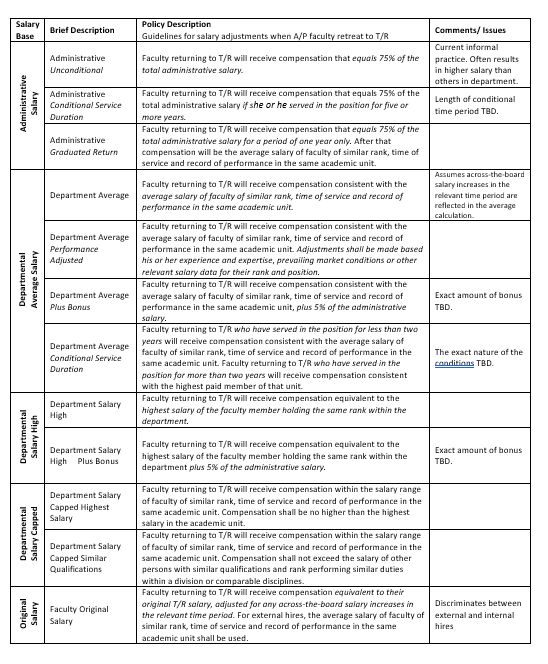 Salary
Base
Brief Description
Policy Description
Guidelines for salary adjustments when A/P faculty retreat to T/R
Comments/ Issues
Administrative
Salary
Administrative
Unconditional
Faculty returning to T/R will receive compensation that equals 75% of the
total administrative salary.
Current informal
practice. Often results
in higher salary than
others in department.
Administrative
Conditional Service
Duration
Faculty returning to T/R will receive compensation that equals 75% of the
total administrative salary if she or he served in the position for five or
more years.
Length of conditional
time period TBD.
Administrative
Graduated Return
Faculty returning to T/R will receive compensation that equals 75% of the
total administrative salary for a period of one year only. After that
compensation will be the average salary of faculty of similar rank, time of
service and record of performance in the same academic unit.
Departmental
Average Salary
Department Average
Faculty returning to T/R will receive compensation consistent with the
average salary of faculty of similar rank, time of service and record of
performance in the same academic unit.
Assumes across-the-board
salary increases in the
relevant time period are
reflected in the average
calculation.
Department Average
Performance
Adjusted
Faculty returning to T/R will receive compensation consistent with the
average salary of faculty of similar rank, time of service and record of
performance in the same academic unit. Adjustments shall be made based
his or her experience and expertise, prevailing market conditions or other
relevant salary data for their rank and position.
Department Average
Plus Bonus
Faculty returning to T/R will receive compensation consistent with the
average salary of faculty of similar rank, time of service and record of
performance in the same academic unit, plus 5% of the administrative
salary.
Exact amount of bonus
TBD.
Department Average
Conditional Service
Duration
Faculty returning to T/R who have served in the position for less than two
years will receive compensation consistent with the average salary of
faculty of similar rank, time of service and record of performance in the
same academic unit. Faculty returning to T/R who have served in the
position for more than two years will receive compensation consistent
with the highest paid member of that unit.
The exact nature of the
conditions TBD.
Departmental
Salary High
Department Salary
High
Faculty returning to T/R will receive compensation equivalent to the
highest salary of the faculty member holding the same rank within the
department.
Department Salary
High Plus Bonus
Faculty returning to T/R will receive compensation equivalent to the
highest salary of the faculty member holding the same rank within the
department plus 5% of the administrative salary.
Exact amount of bonus
TBD.
Departmental
Salary Capped
Department Salary
Capped Highest
Salary
Faculty returning to T/R will receive compensation within the salary range
of faculty of similar rank, time of service and record of performance in the
same academic unit. Compensation shall be no higher than the highest
salary in the academic unit.
Department Salary
Capped Similar
Qualifications
Faculty returning to T/R will receive compensation within the salary range
of faculty of similar rank, time of service and record of performance in the
same academic unit. Compensation shall not exceed the salary of other
persons with similar qualifications and rank performing similar duties
within a division or comparable disciplines.
Original
Salary
Faculty Original
Salary
Faculty returning to T/R will receive compensation equivalent to their
original T/R salary, adjusted for any across-the-board salary increases in
the relevant time period. For external hires, the average salary of faculty of
similar rank, time of service and record of performance in the same
academic unit shall be used.
Discriminates between
external and internal
hires